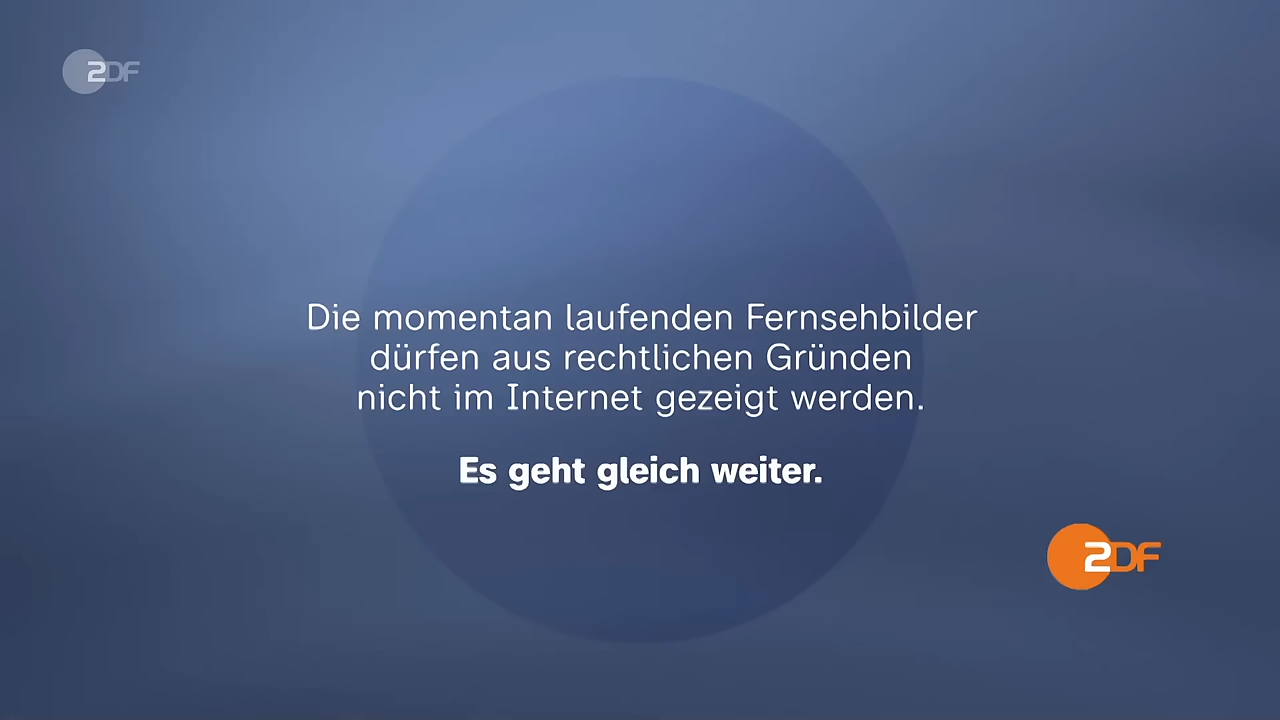 ZDF
Die momentan laufenden Fernsehbilder
dürfen aus rechtlichen Gründen
nicht im Internet gezeigt werden.
Es geht gleich weiter.
ZDF